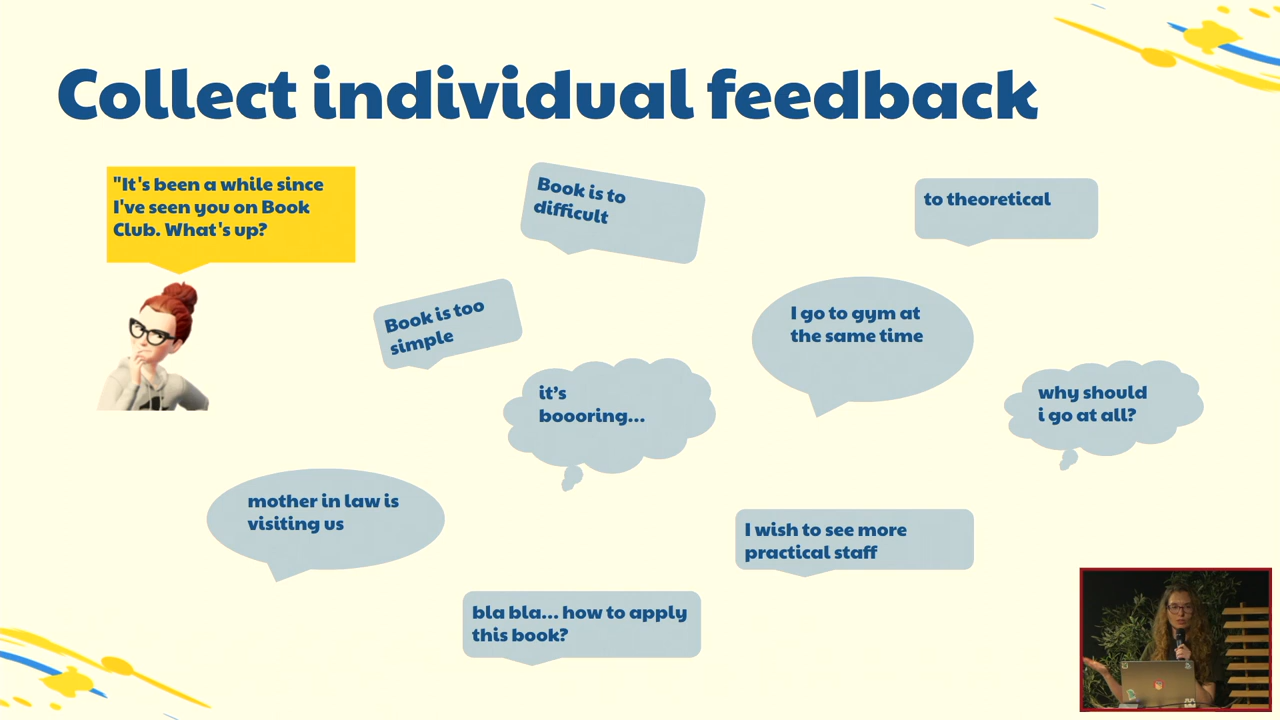 Collect individual feedback
"It's been a while since
I've seen you on Book
Club. What's up?
Book is to
difficult
to theoretical
Book is too
simple
I go to gym at
the same time
it's
boooring...
why should
i go at all?
mother in law is
visiting us
I wish to see more
practical staff
bla bla... how to apply
this book?